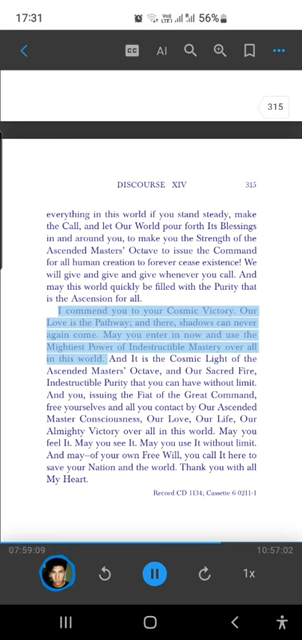 17:31
56%
CC
AI
315
DISCOURSE XIV 315
everything in this world if you stand steady, make
the Call, and let Our World pour forth Its Blessings
in and around you, to make you the Strength of the
Ascended Masters' Octave to issue the Command
for all human creation to forever cease existence! We
will give and give and give whenever you call. And
may this world quickly be filled with the Purity that
is the Ascension for all.
I commend you to your Cosmic Victory. Our
Love is the Pathway; and there, shadows can never
again come. May you enter in now and use the
Mightiest Power of Indestructible Mastery over all
in this world. And It is the Cosmic Light of the
Ascended Masters' Octave, and Our Sacred Fire,
Indestructible Purity that you can have without limit.
And you, issuing the Fiat of the Great Command,
free yourselves and all you contact by Our Ascended
Master Consciousness, Our Love, Our Life, Our
Almighty Victory over all in this world. May you
feel It. May you see It. May you use It without limit.
And may—of your own Free Will, you call It here to
save your Nation and the world. Thank you with all
My Heart.
Record CD 1134; Cassette 6 0211-1
07:59:09 10:57:02
1x